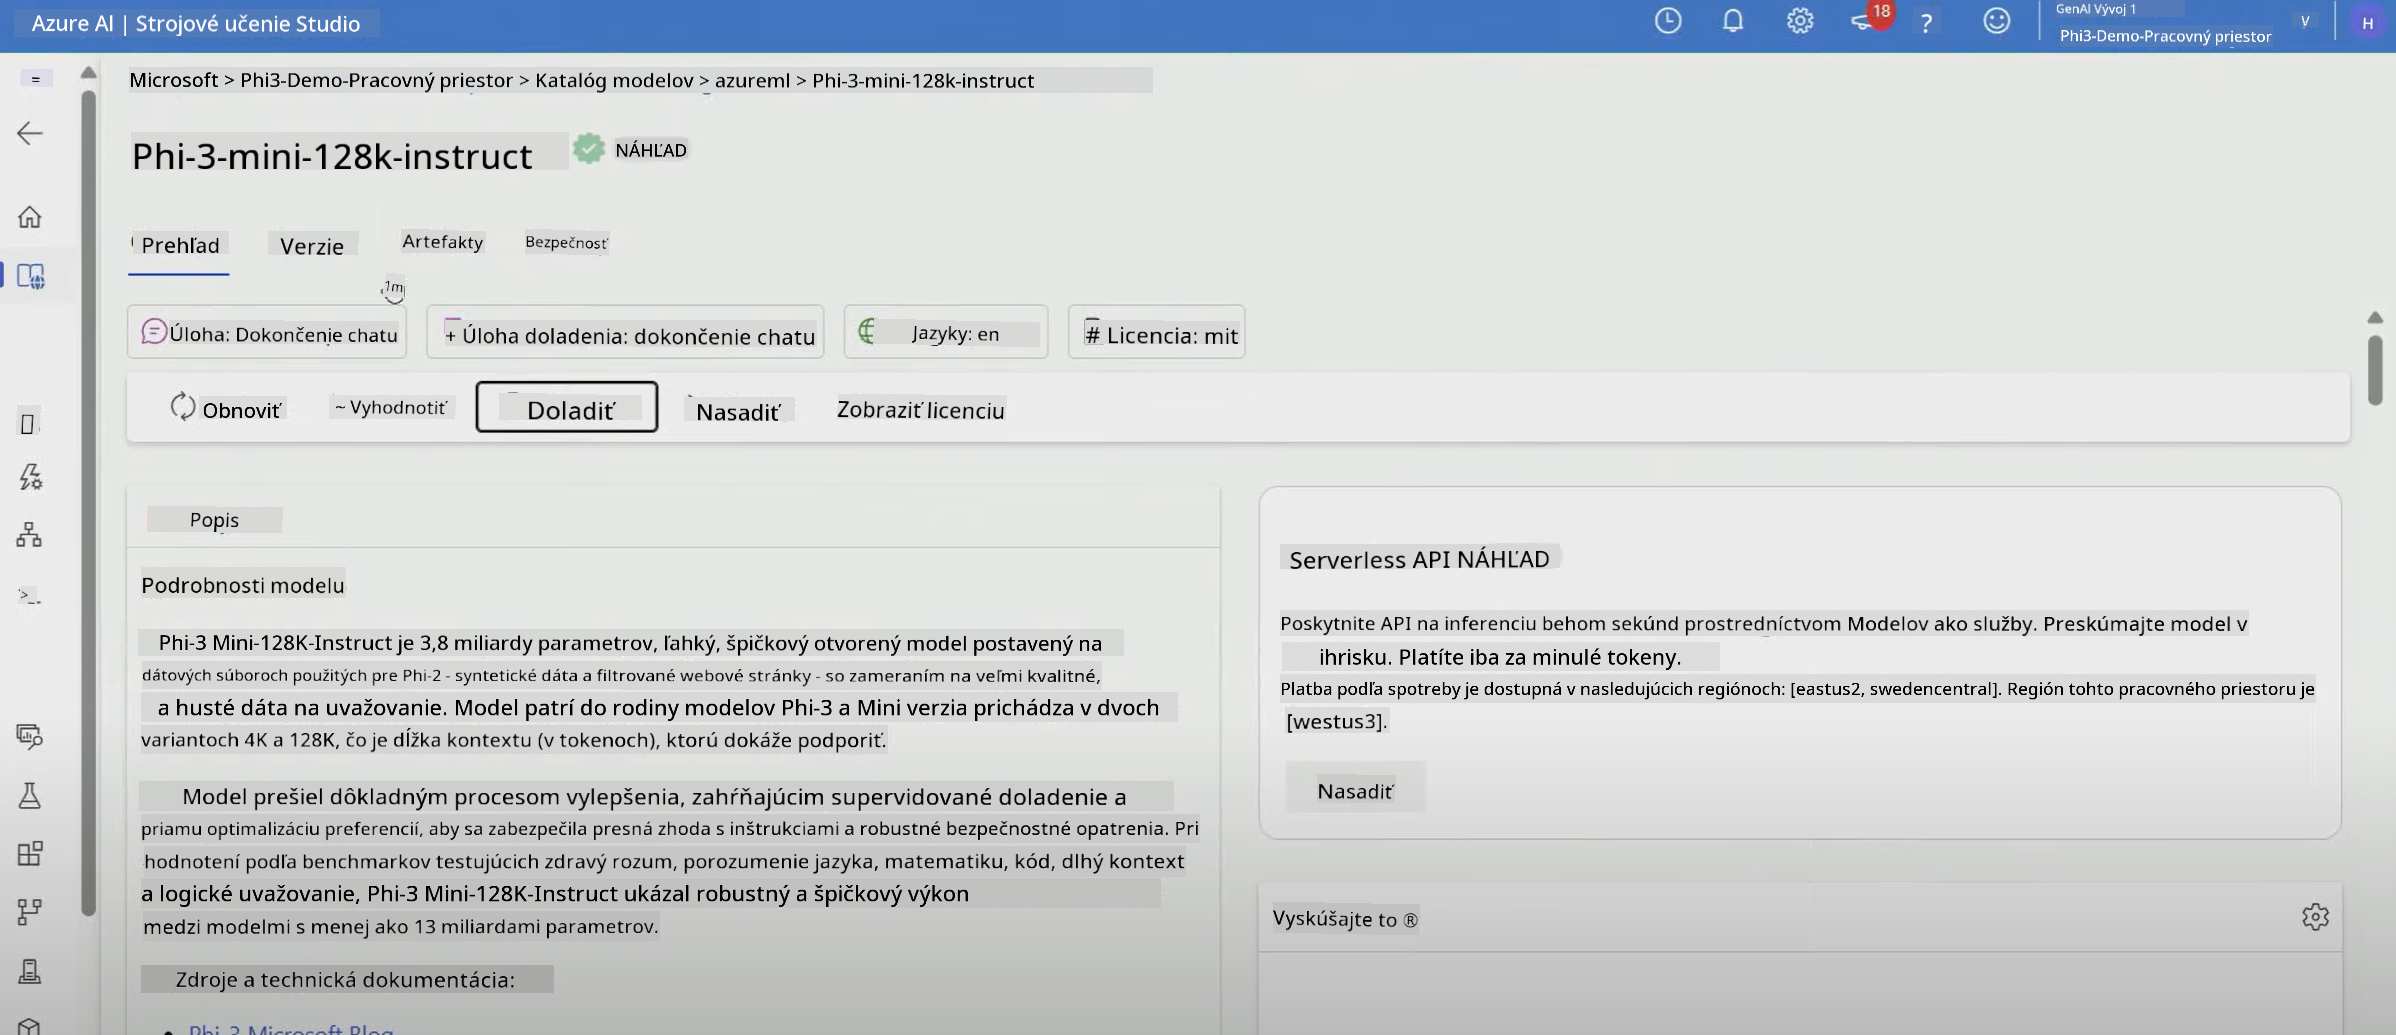 Azure AI | Strojové učenie Studio
18
?
GenAI Vývoj 1
Phi3-Demo-Pracovný priestor
V
H
Microsoft > Phi3-Demo-Pracovný priestor > Katalóg modelov > azureml > Phi-3-mini-128k-instruct
Phi-3-mini-128k-instruct
NÁHĽAD
Prehľad
Verzie
Artefakty
Bezpečnosť
1m
Úloha: Dokončenie chatu
+ Úloha doladenia: dokončenie chatu
Jazyky: en
# Licencia: mit
Obnoviť
~ Vyhodnotiť
Doladiť
Nasadiť
Zobraziť licenciu
Popis
Podrobnosti modelu
Phi-3 Mini-128K-Instruct je 3,8 miliardy parametrov, ľahký, špičkový otvorený model postavený na
dátových súboroch použitých pre Phi-2 - syntetické dáta a filtrované webové stránky - so zameraním na veľmi kvalitné,
a husté dáta na uvažovanie. Model patrí do rodiny modelov Phi-3 a Mini verzia prichádza v dvoch
variantoch 4K a 128K, čo je dĺžka kontextu (v tokenoch), ktorú dokáže podporiť.
Model prešiel dôkladným procesom vylepšenia, zahŕňajúcim supervidované doladenie a
priamu optimalizáciu preferencií, aby sa zabezpečila presná zhoda s inštrukciami a robustné bezpečnostné opatrenia. Pri
hodnotení podľa benchmarkov testujúcich zdravý rozum, porozumenie jazyka, matematiku, kód, dlhý kontext
a logické uvažovanie, Phi-3 Mini-128K-Instruct ukázal robustný a špičkový výkon
medzi modelmi s menej ako 13 miliardami parametrov.
Zdroje a technická dokumentácia:
Phi-3 Microsoft Blog
Serverless API NÁHĽAD
Poskytnite API na inferenciu behom sekúnd prostredníctvom Modelov ako služby. Preskúmajte model v
ihrisku. Platíte iba za minulé tokeny.
Platba podľa spotreby je dostupná v nasledujúcich regiónoch: [eastus2, swedencentral]. Región tohto pracovného priestoru je
[westus3].
Nasadiť
Vyskúšajte to ®